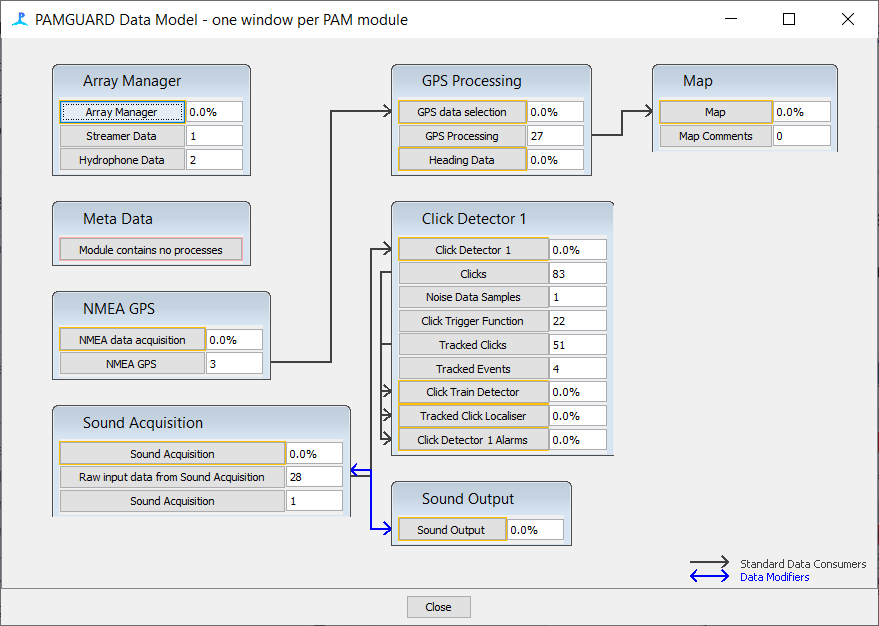 PAMGUARD Data Model - one window per PAM module
Array Manager
Array Manager 0.0%
Streamer Data 1
Hydrophone Data 2
GPS Processing
GPS data selection 0.0%
GPS Processing 27
Heading Data 0.0%
Map
Map 0.0%
Map Comments 0
Meta Data
Module contains no processes
NMEA GPS
NMEA data acquisition 0.0%
NMEA GPS 3
Click Detector 1
Click Detector 1 0.0%
Clicks 83
Noise Data Samples 1
Click Trigger Function 22
Tracked Clicks 51
Tracked Events 4
Click Train Detector 0.0%
Tracked Click Localiser 0.0%
Click Detector 1 Alarms 0.0%
Sound Acquisition
Sound Acquisition 0.0%
Raw input data from Sound Acquisition 28
Sound Acquisition 1
Sound Output
Sound Output 0.0%
Standard Data Consumers
Data Modifiers
Close